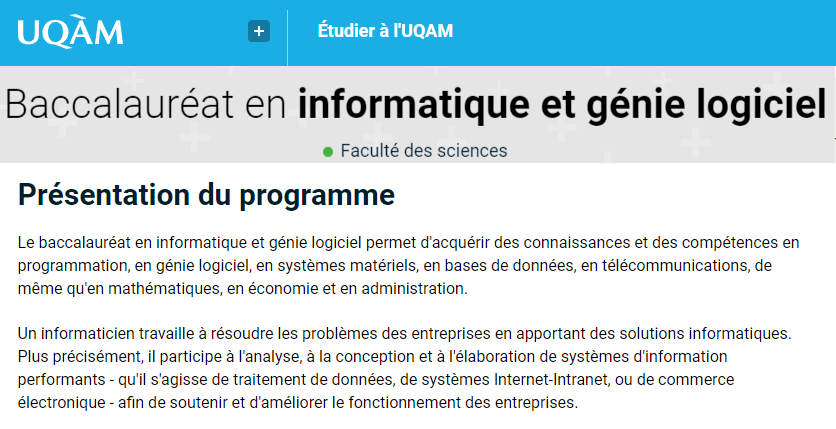 UQÀM
+
Étudier à l'UQAM
Baccalauréat en informatique et génie logiciel
Faculté des sciences
Présentation du programme
Le baccalauréat en informatique et génie logiciel permet d'acquérir des connaissances et des compétences en
programmation, en génie logiciel, en systèmes matériels, en bases de données, en télécommunications, de
même qu'en mathématiques, en économie et en administration.
Un informaticien travaille à résoudre les problèmes des entreprises en apportant des solutions informatiques.
Plus précisément, il participe à l'analyse, à la conception et à l'élaboration de systèmes d'information
performants - qu'il s'agisse de traitement de données, de systèmes Internet-Intranet, ou de commerce
électronique - afin de soutenir et d'améliorer le fonctionnement des entreprises.